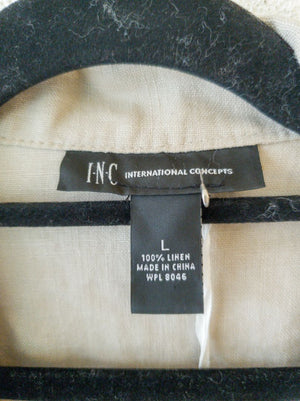 I·N·C INTERNATIONAL CONCEPTS
L
100% LINEN
MADE IN CHINA
WPL 8046